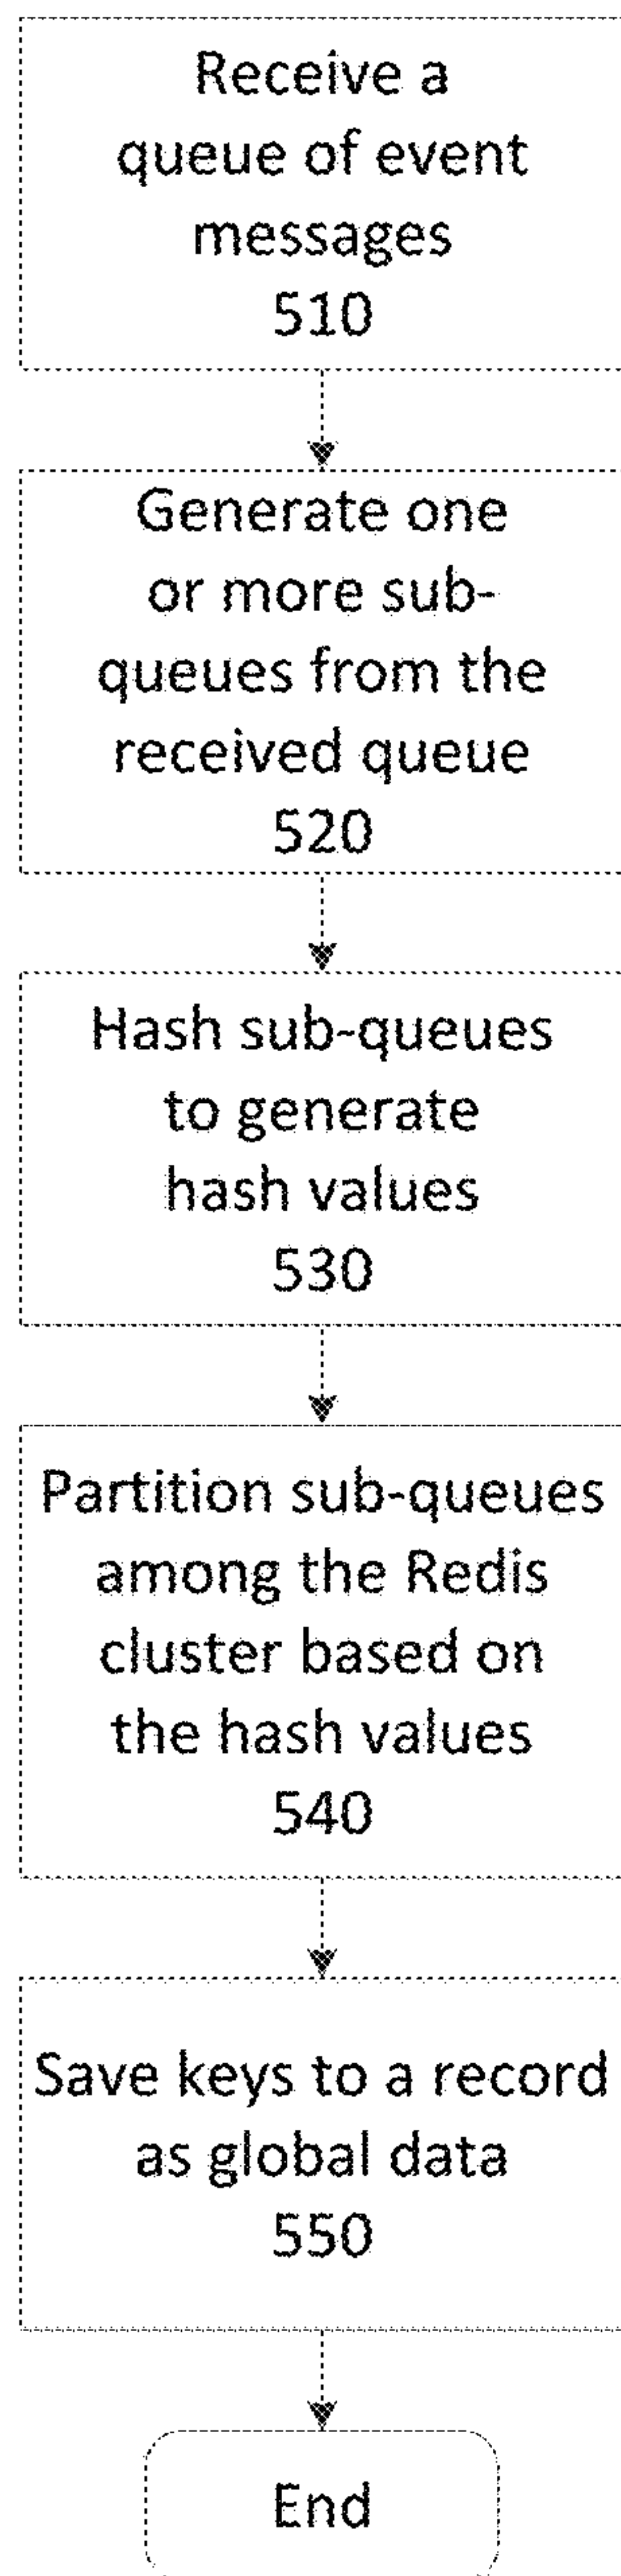 Receive a
queue of event
messages
510
Generate one
or more sub-
queues from the
received queue
520
Hash sub-queues
to generate
hash values
530
Partition sub-queues
among the Redis
cluster based on
the hash values
540
Save keys to a record
as global data
550
End